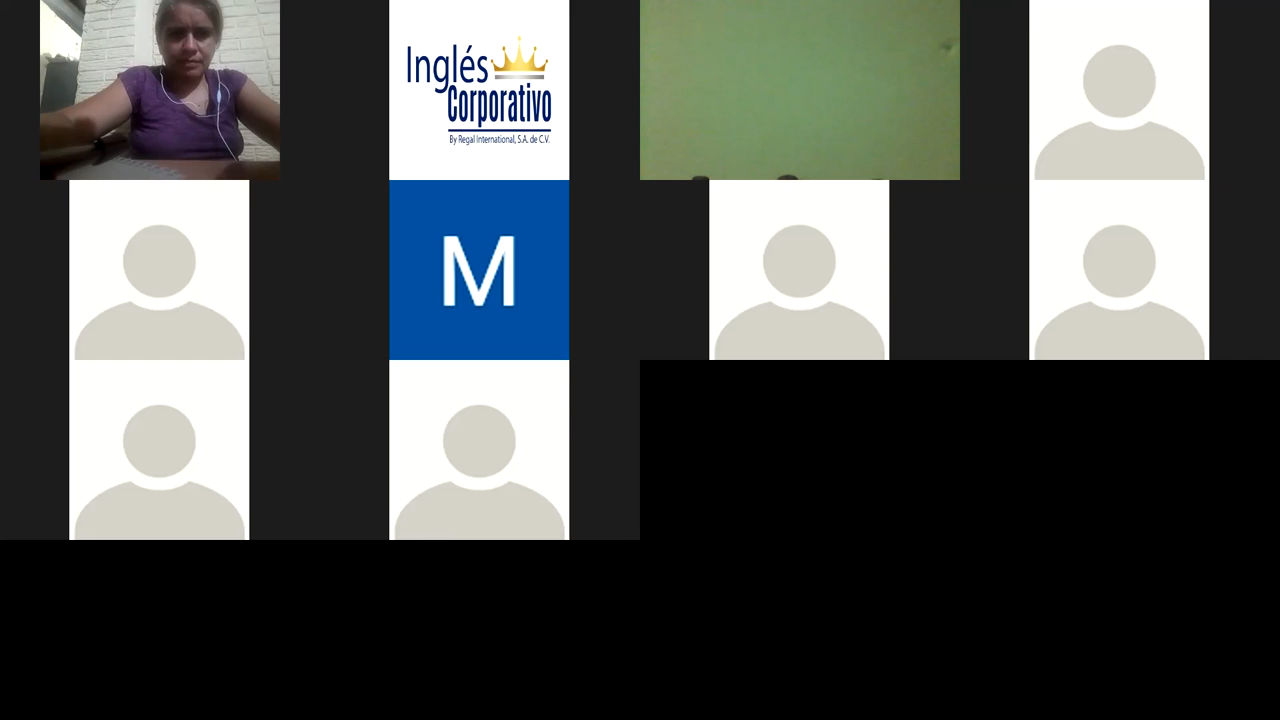 Inglés
Corporativo
By Regal International, S.A. de C.V.
M